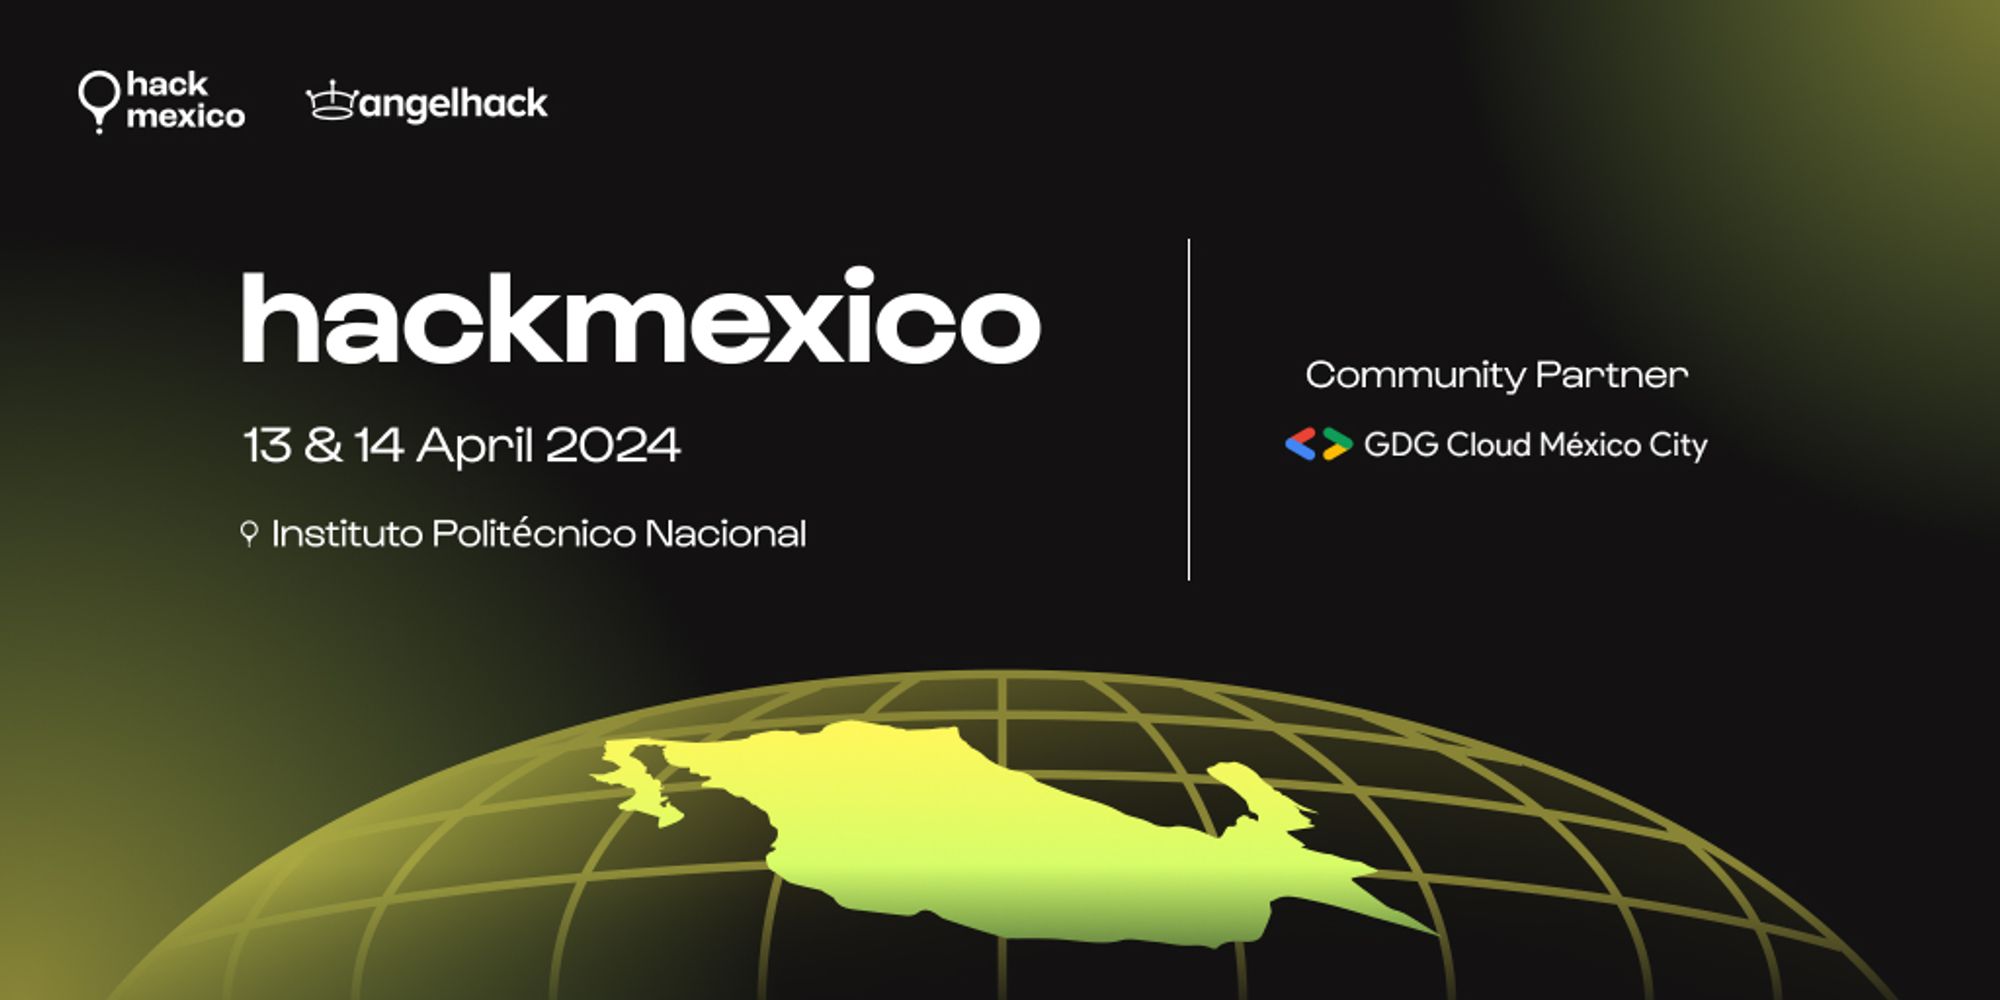 hack
mexico
angelhack
hackmexico
13 & 14 April 2024
Instituto Politécnico Nacional
Community Partner
GDG Cloud México City